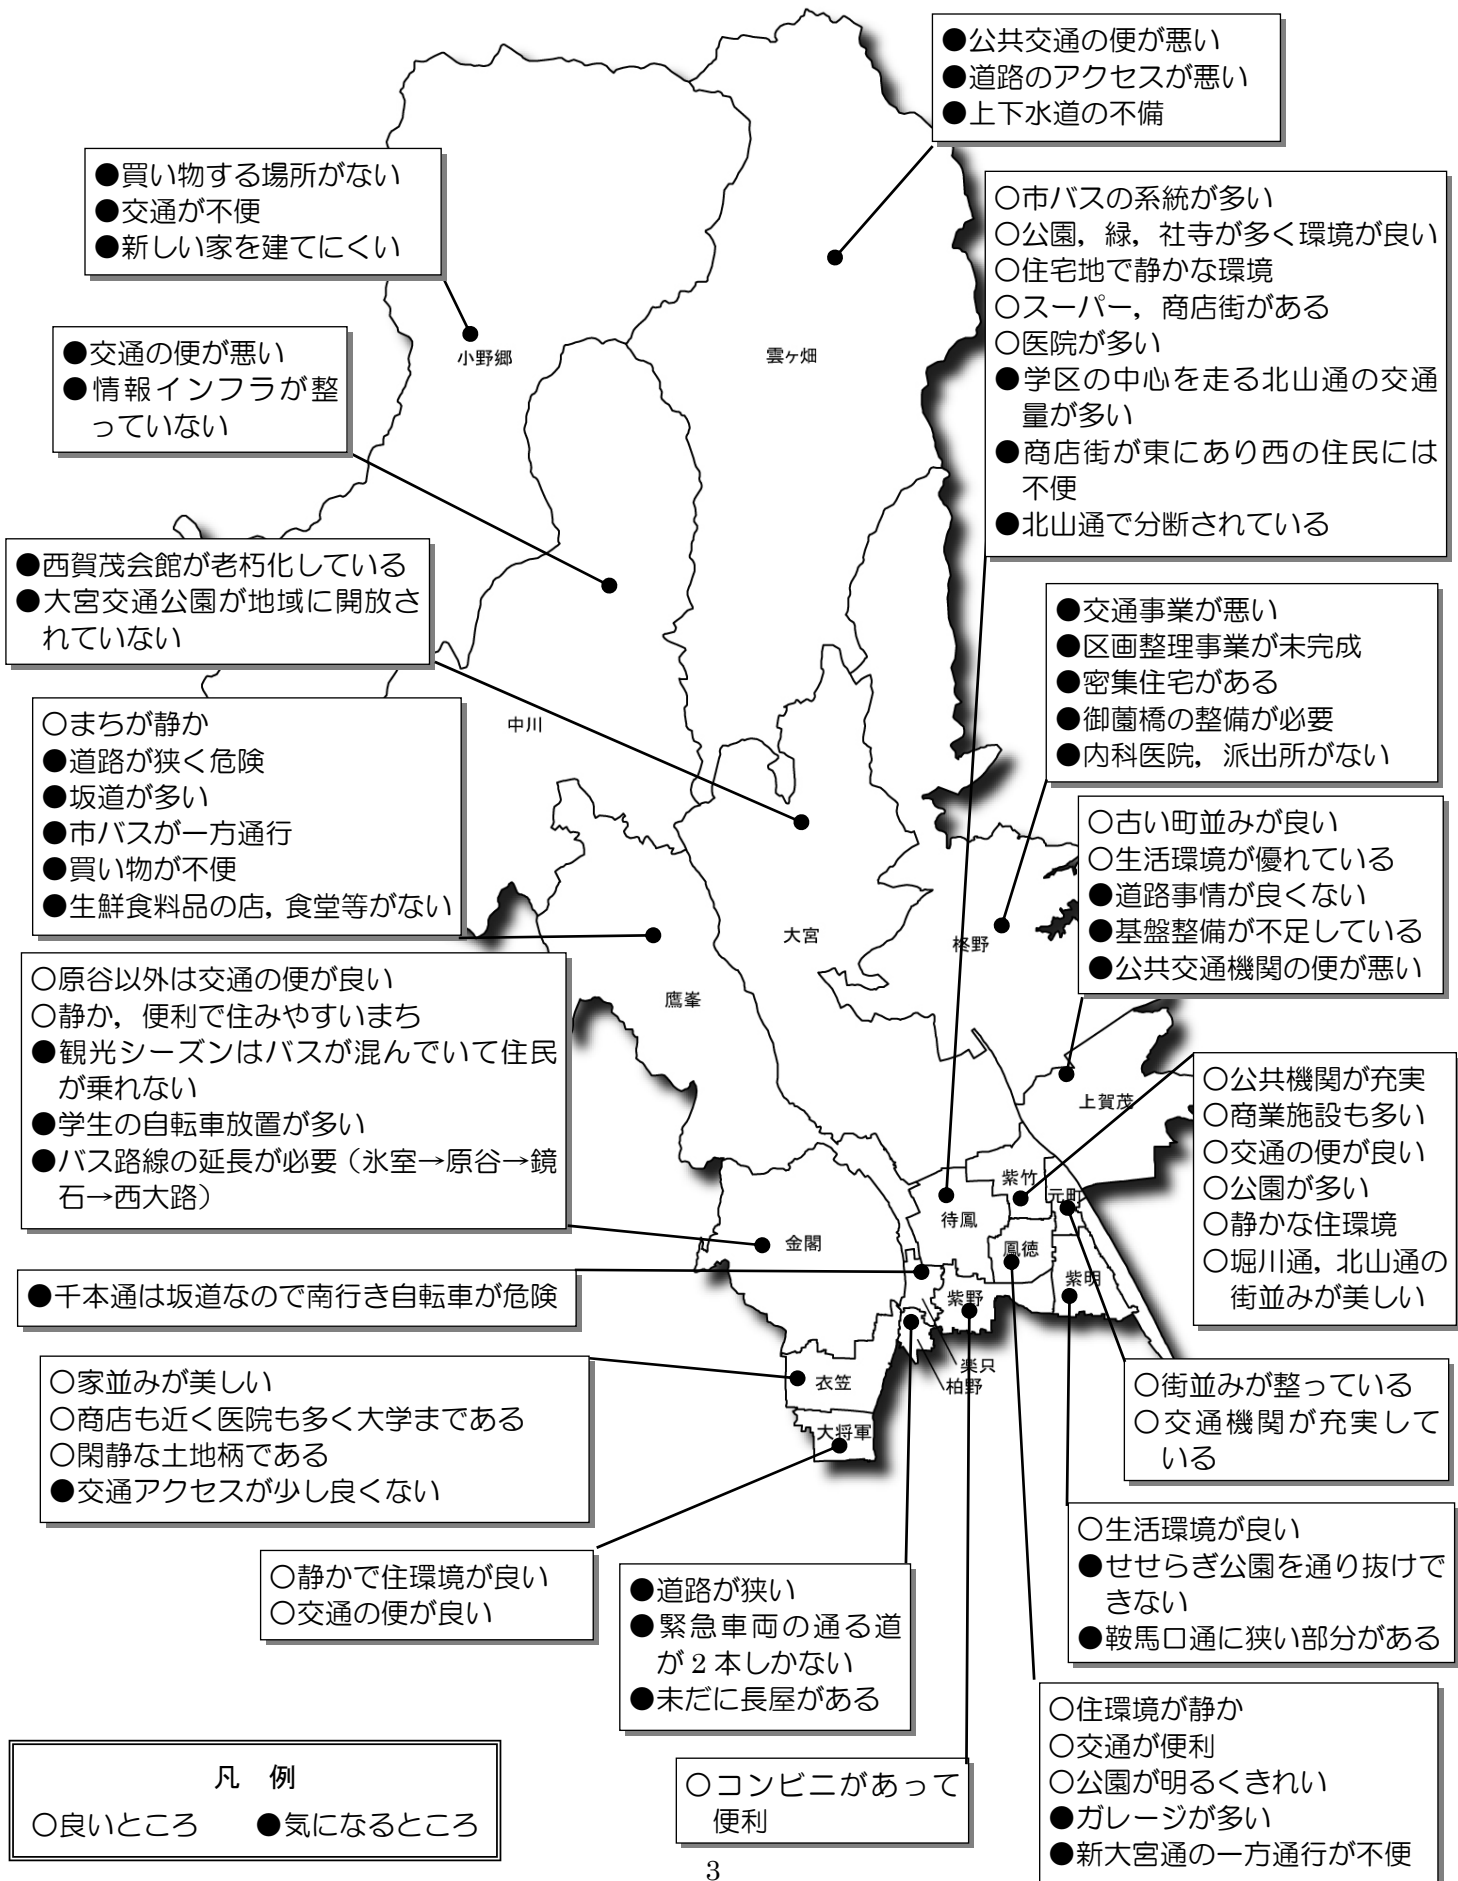 ●公共交通の便が悪い
●道路のアクセスが悪い
●上下水道の不備
●買い物する場所がない
●交通が不便
●新しい家を建てにくい
○市バスの系統が多い
○公園，緑，社寺が多く環境が良い
○住宅地で静かな環境
○スーパー，商店街がある
○医院が多い
●学区の中心を走る北山通の交通
量が多い
●商店街が東にあり西の住民には
不便
●北山通で分断されている
●交通の便が悪い
●情報インフラが整
っていない
小野郷
雲ヶ畑
●西賀茂会館が老朽化している
●大宮交通公園が地域に開放さ
れていない
●交通事業が悪い
●区画整理事業が未完成
●密集住宅がある
●御薗橋の整備が必要
●内科医院，派出所がない
○まちが静か
●道路が狭く危険
●坂道が多い
●市バスが一方通行
●買い物が不便
●生鮮食料品の店，食堂等がない
中川
○古い町並みが良い
○生活環境が優れている
●道路事情が良くない
●基盤整備が不足している
●公共交通機関の便が悪い
大宮
柊野
鷹峯
○原谷以外は交通の便が良い
○静か，便利で住みやすいまち
●観光シーズンはバスが混んでいて住民
が乗れない
●学生の自転車放置が多い
●バス路線の延長が必要（氷室→原谷→鏡
石→西大路）
上賀茂
○公共機関が充実
○商業施設も多い
○交通の便が良い
○公園が多い
○静かな住環境
○堀川通，北山通の
街並みが美しい
紫竹
元町
待鳳
金閣
鳳徳
紫明
●千本通は坂道なので南行き自転車が危険
紫野
楽只
柏野
衣笠
大将軍
○家並みが美しい
○商店も近く医院も多く大学まである
○閑静な土地柄である
●交通アクセスが少し良くない
○街並みが整っている
○交通機関が充実して
いる
○静かで住環境が良い
○交通の便が良い
●道路が狭い
●緊急車両の通る道
が２本しかない
●未だに長屋がある
○生活環境が良い
●せせらぎ公園を通り抜けで
きない
●鞍馬口通に狭い部分がある
○コンビニがあって
便利
○住環境が静か
○交通が便利
○公園が明るくきれい
●ガレージが多い
●新大宮通の一方通行が不便
凡　例
○良いところ　●気になるところ
3